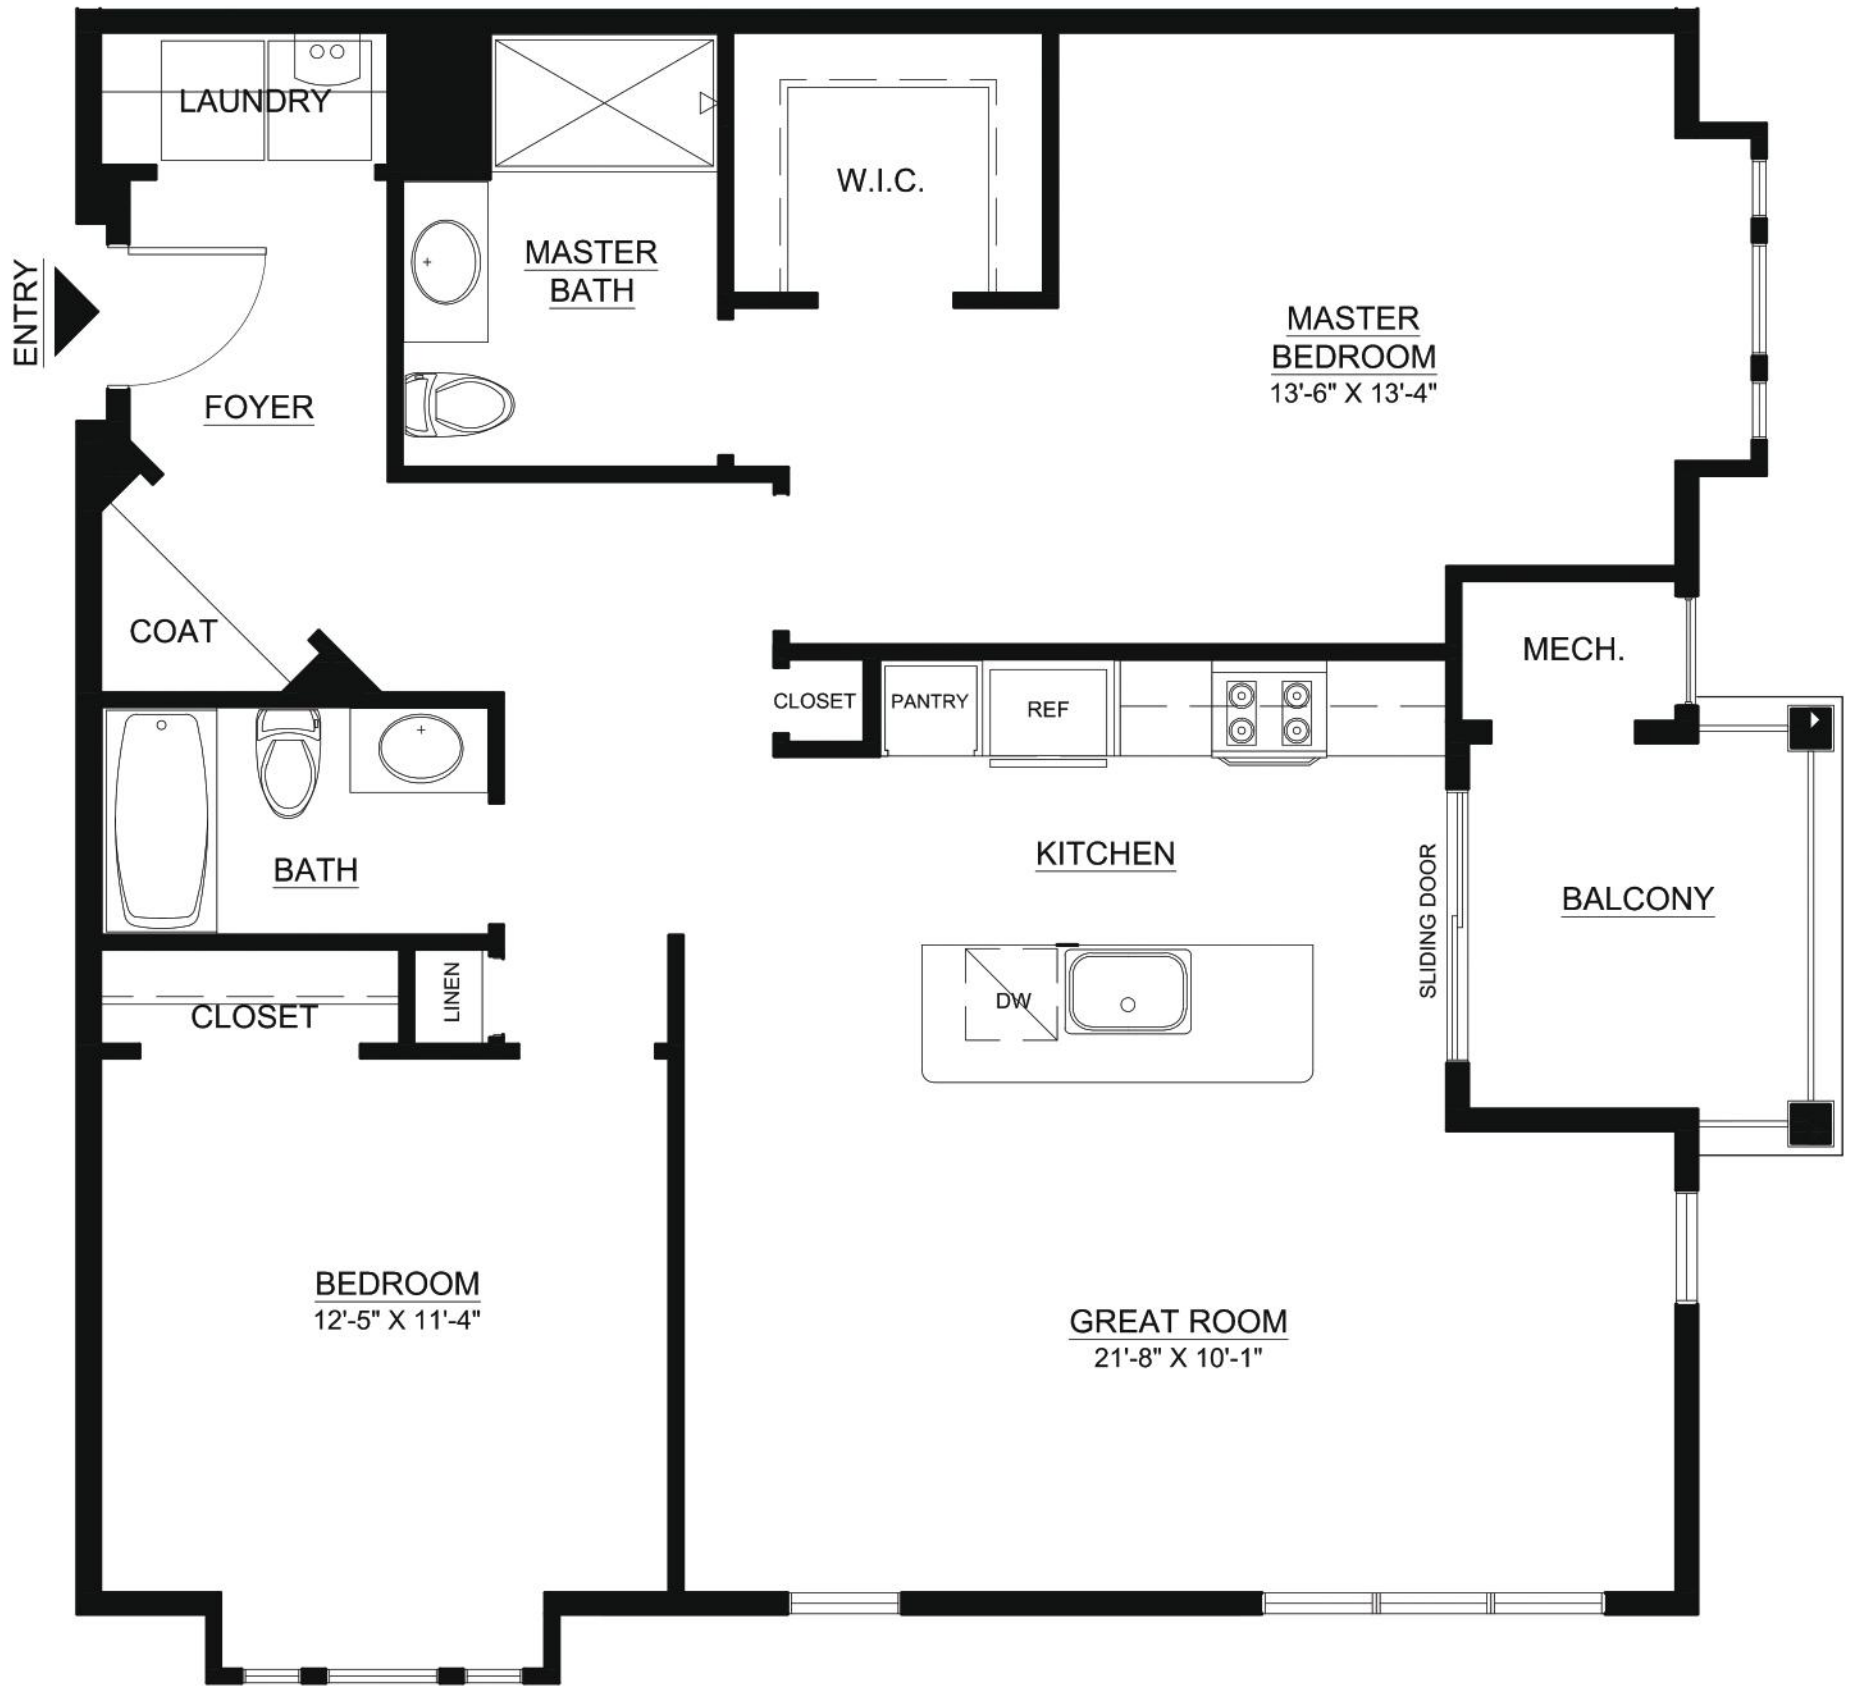 LAUNDRY
W.I.C.
MASTER
BATH
ENTRY
MASTER
BEDROOM
13'-6" X 13'-4"
FOYER
COAT
MECH.
CLOSET
PANTRY
REF
KITCHEN
BATH
SLIDING DOOR
BALCONY
LINEN
CLOSET
DW
BEDROOM
12'-5" X 11'-4"
GREAT ROOM
21'-8" X 10'-1"